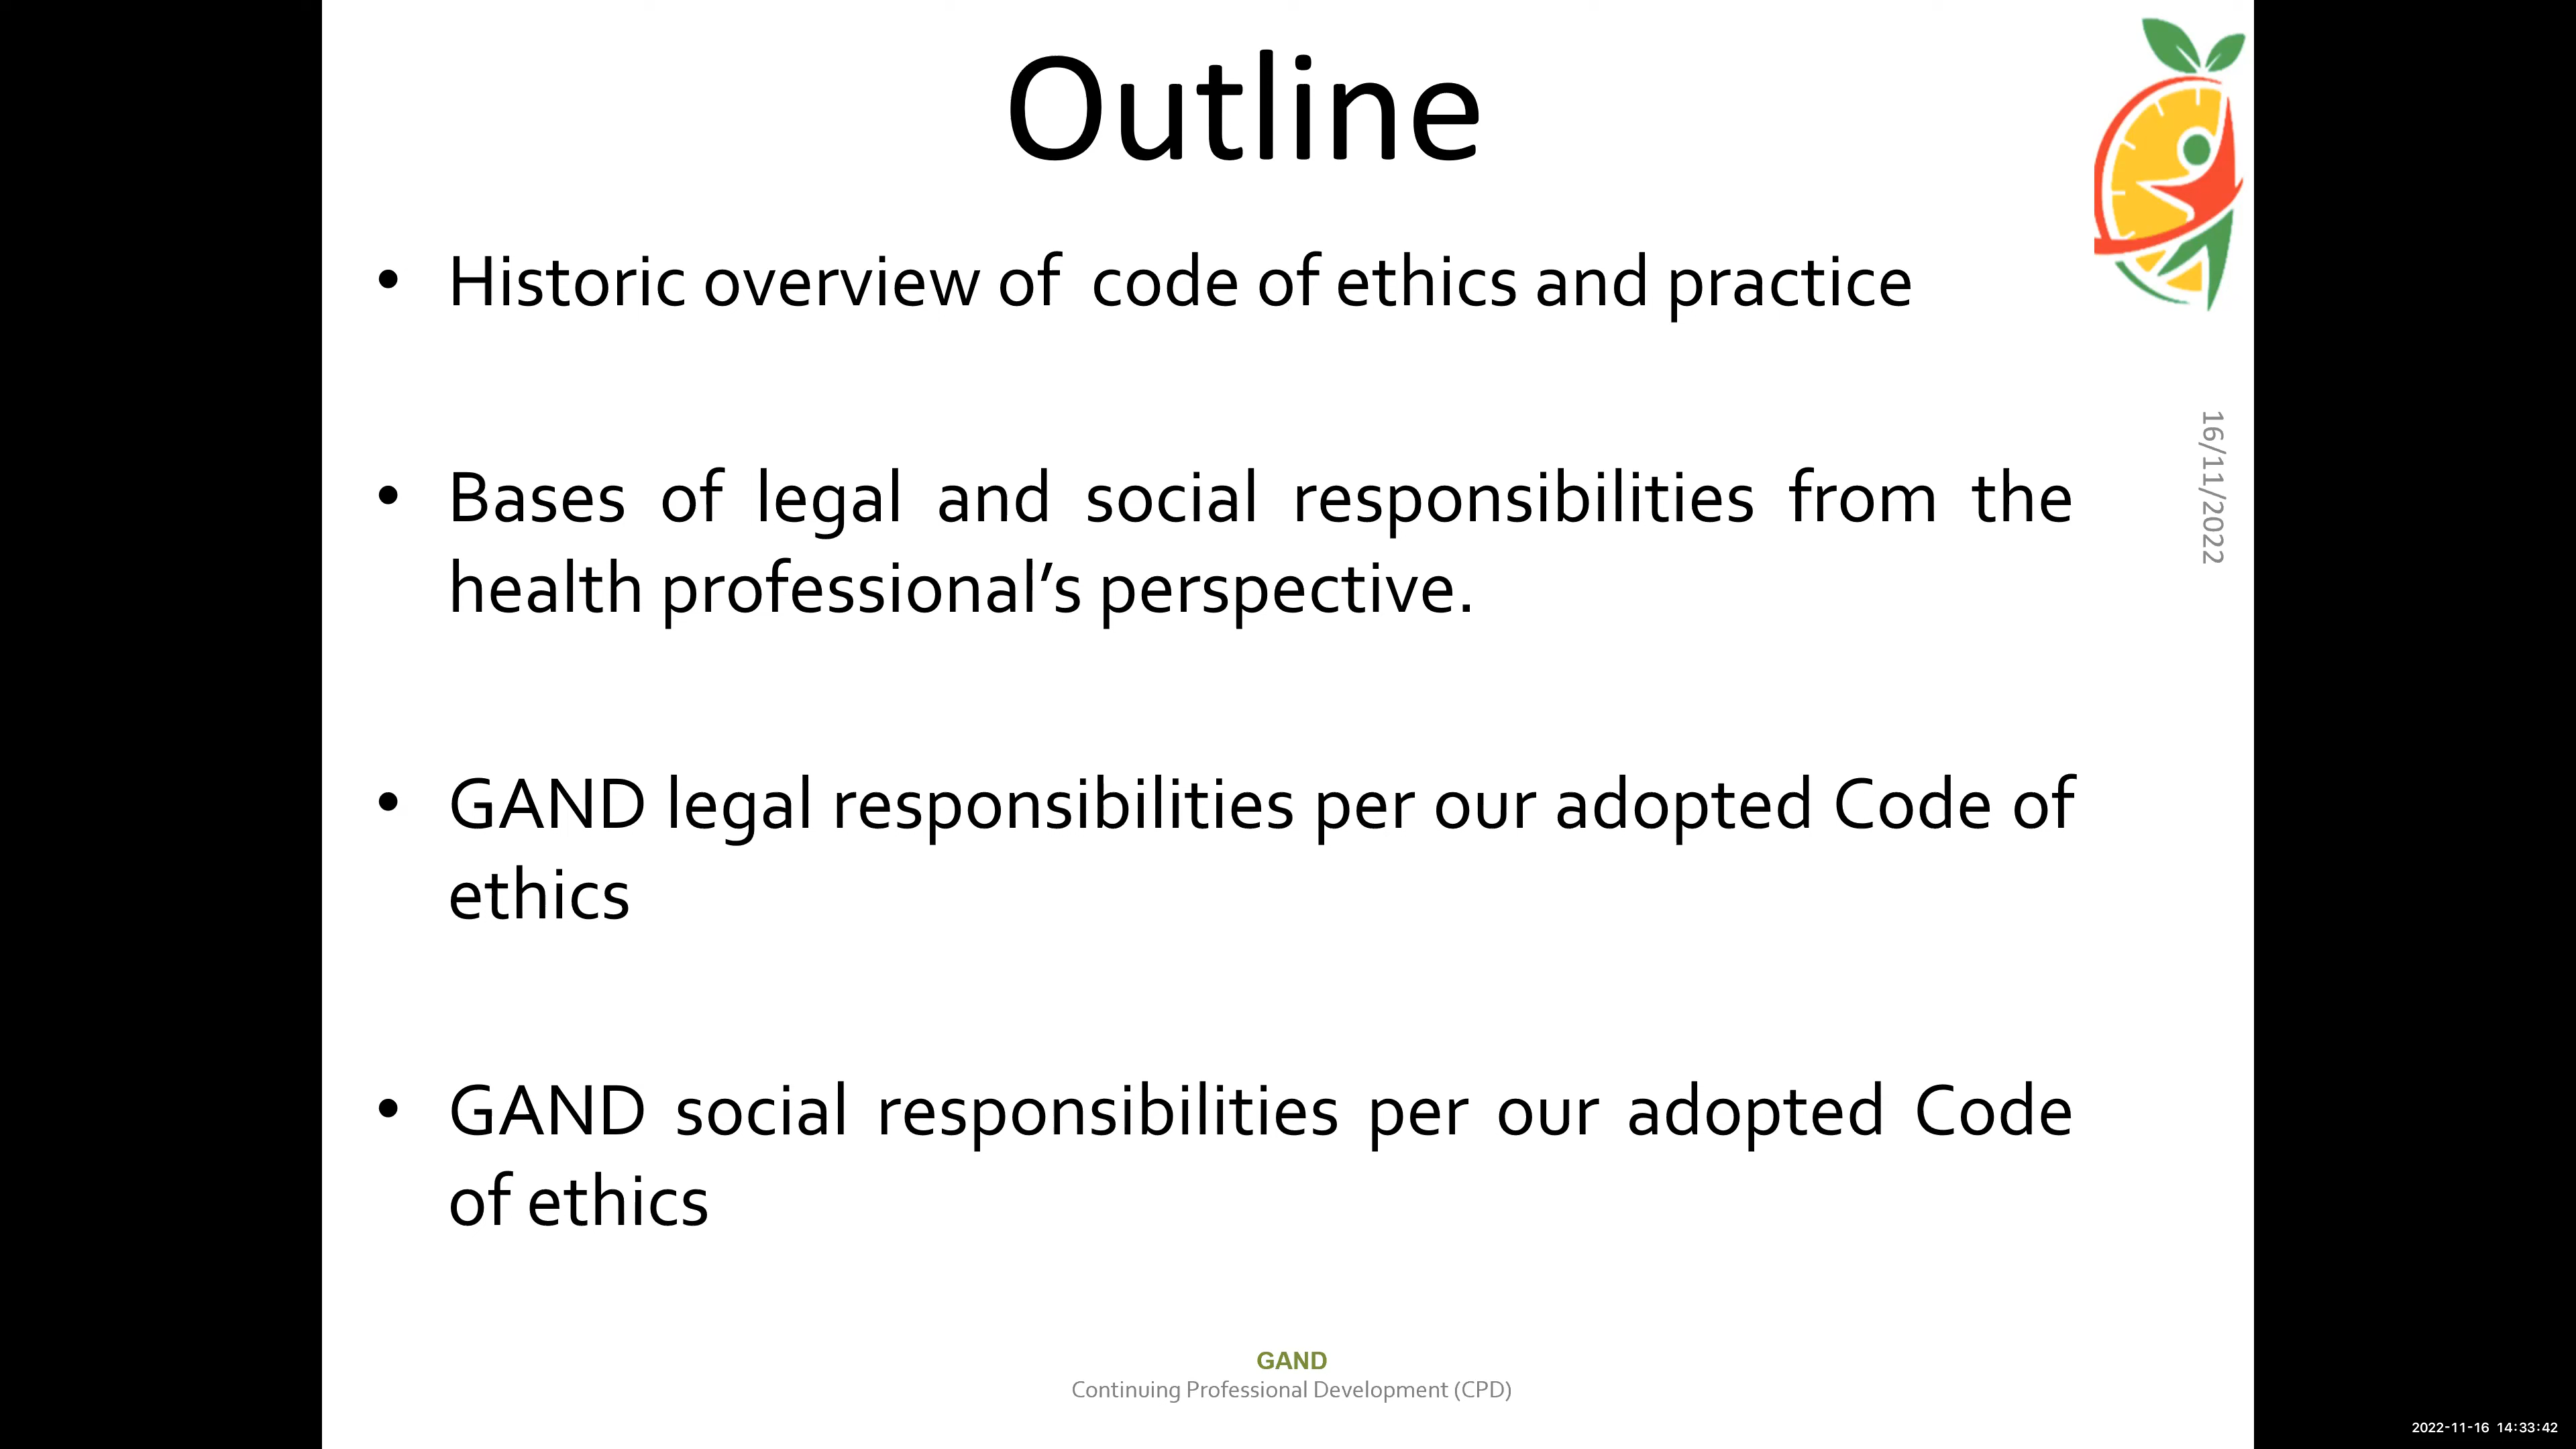 Outline
• Historic overview of code of ethics and practice
• Bases of legal and social responsibilities from the
health professional’s perspective.
• GAND legal responsibilities per our adopted Code of
ethics
• GAND social responsibilities per our adopted Code
of ethics
16/11/2022
GAND
Continuing Professional Development (CPD)
2022-11-16 14:33:42